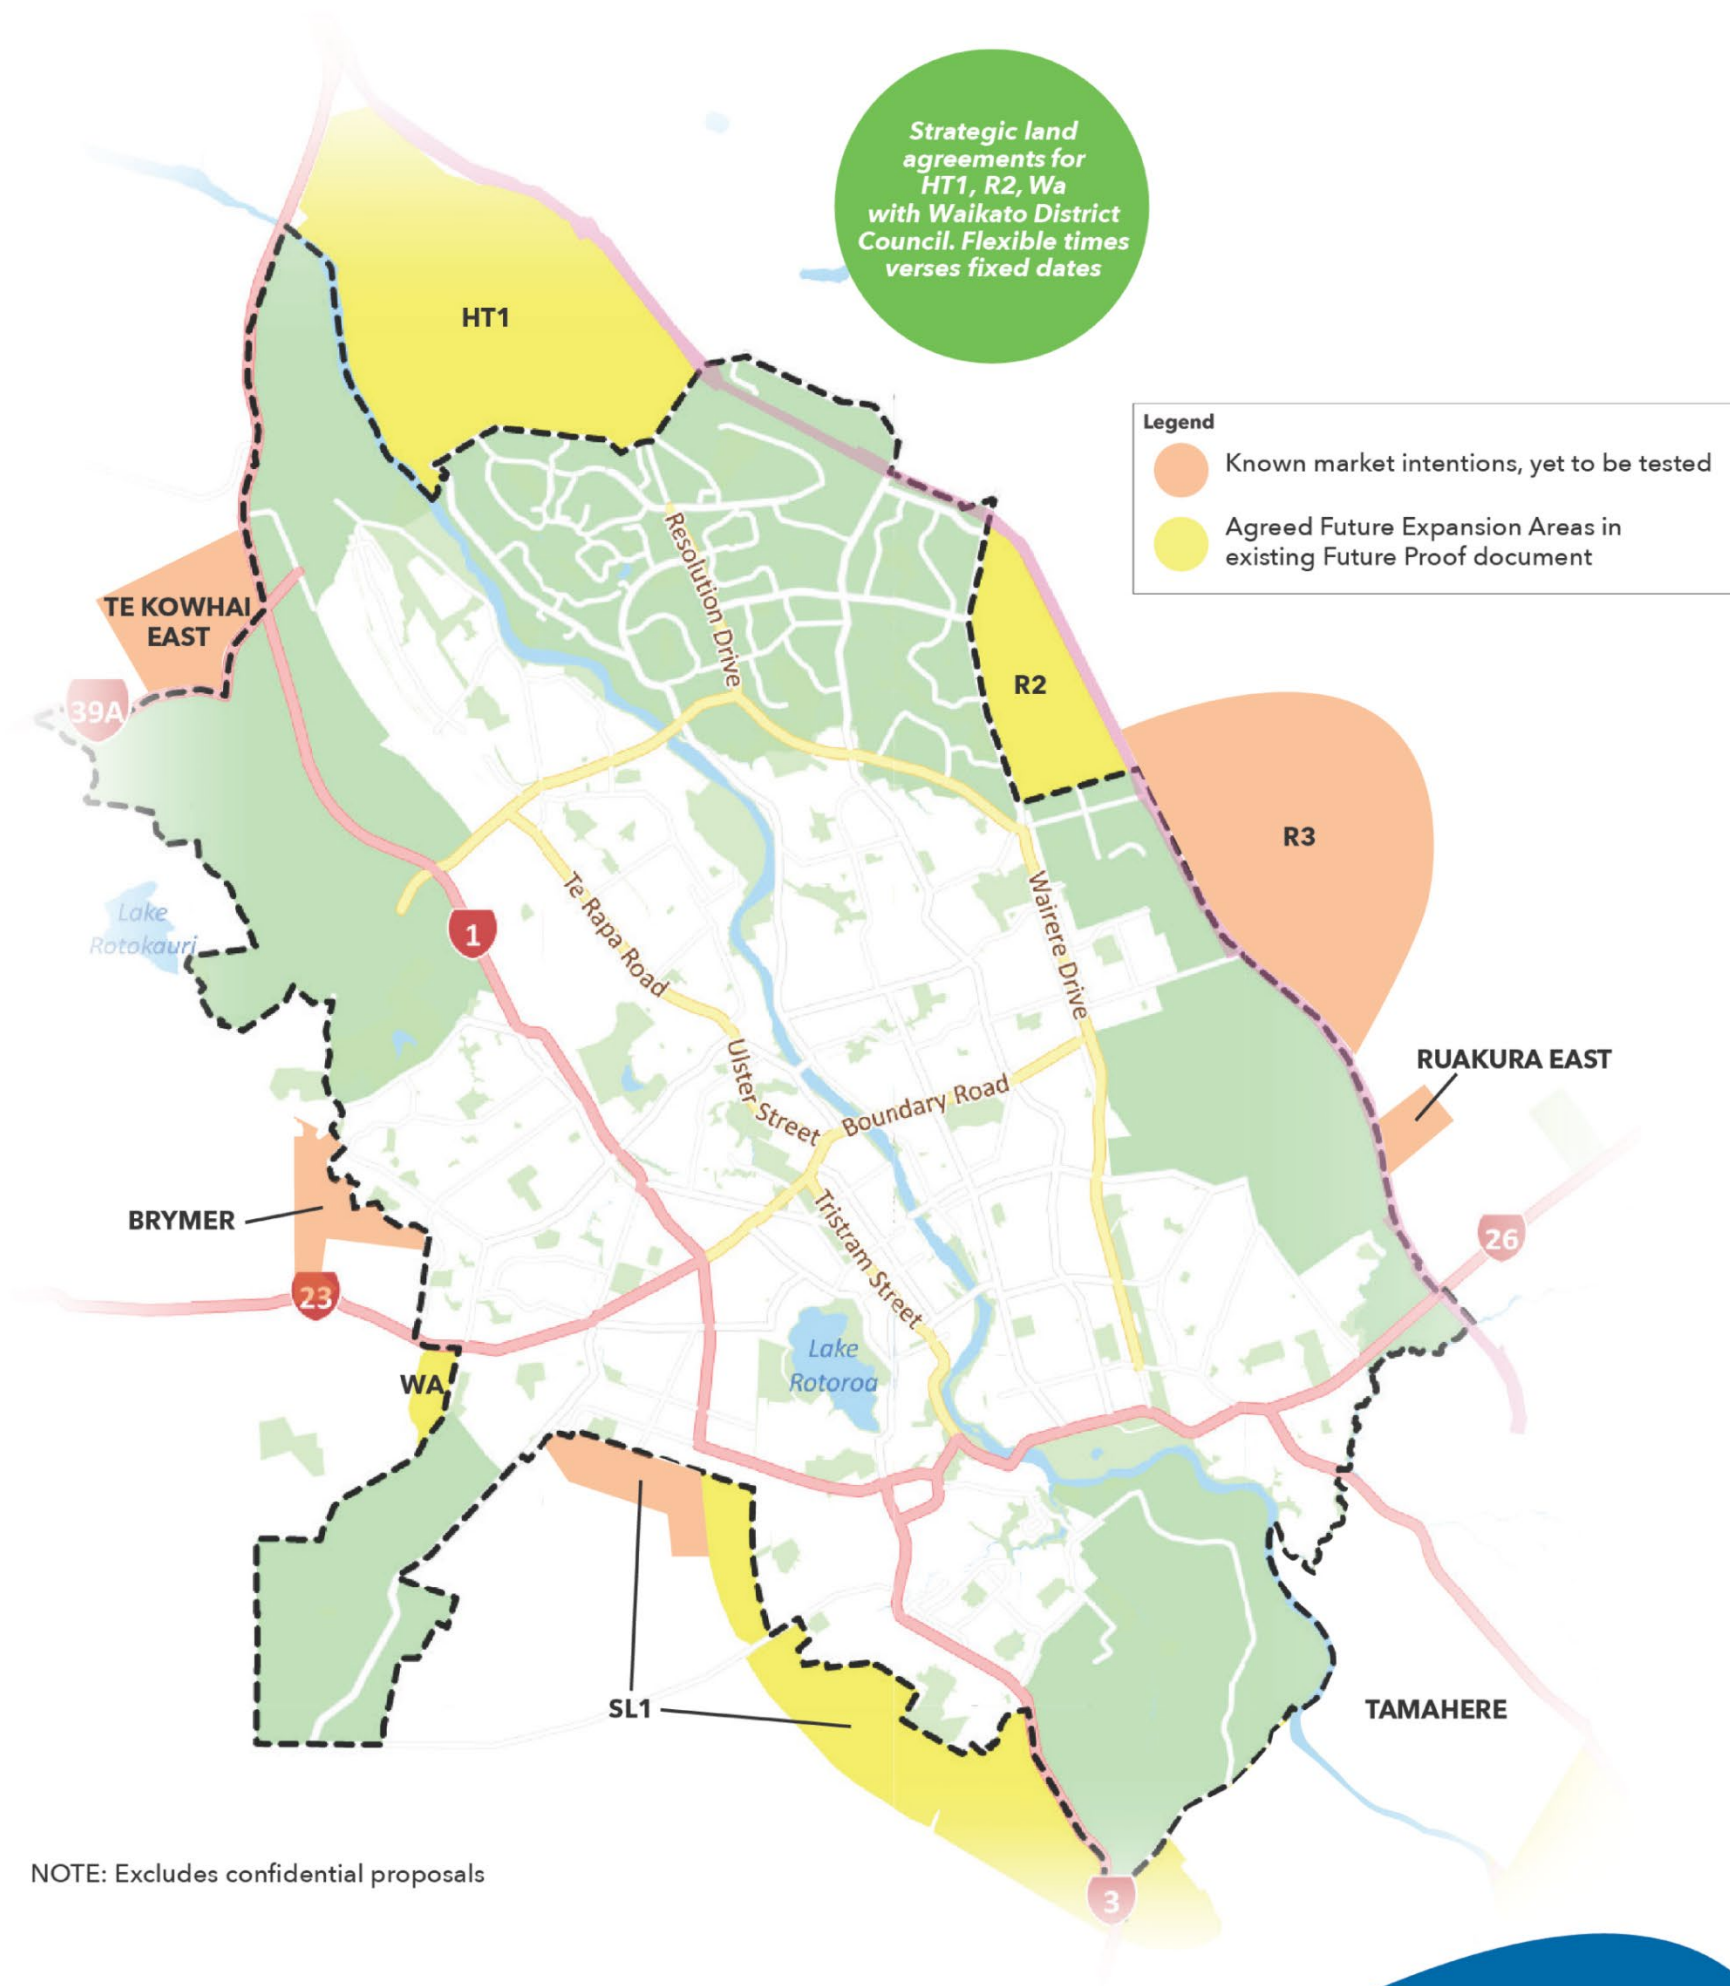 Strategic land
agreements for
HT1, R2, Wa
with Waikato District
Council. Flexible times
verses fixed dates
HT1
Legend
Known market intentions, yet to be tested
Agreed Future Expansion Areas in
existing Future Proof document
Resolution Drive
TE KOWHAI
EAST
R2
39A
R3
Lake
Rotokauri
1
Te Rapa Road
Wairere Drive
RUAKURA EAST
Ulster Street
Boundary Road
BRYMER
26
23
Tristram Street
Lake
Rotoroa
WA
SL1
TAMAHERE
NOTE: Excludes confidential proposals
3